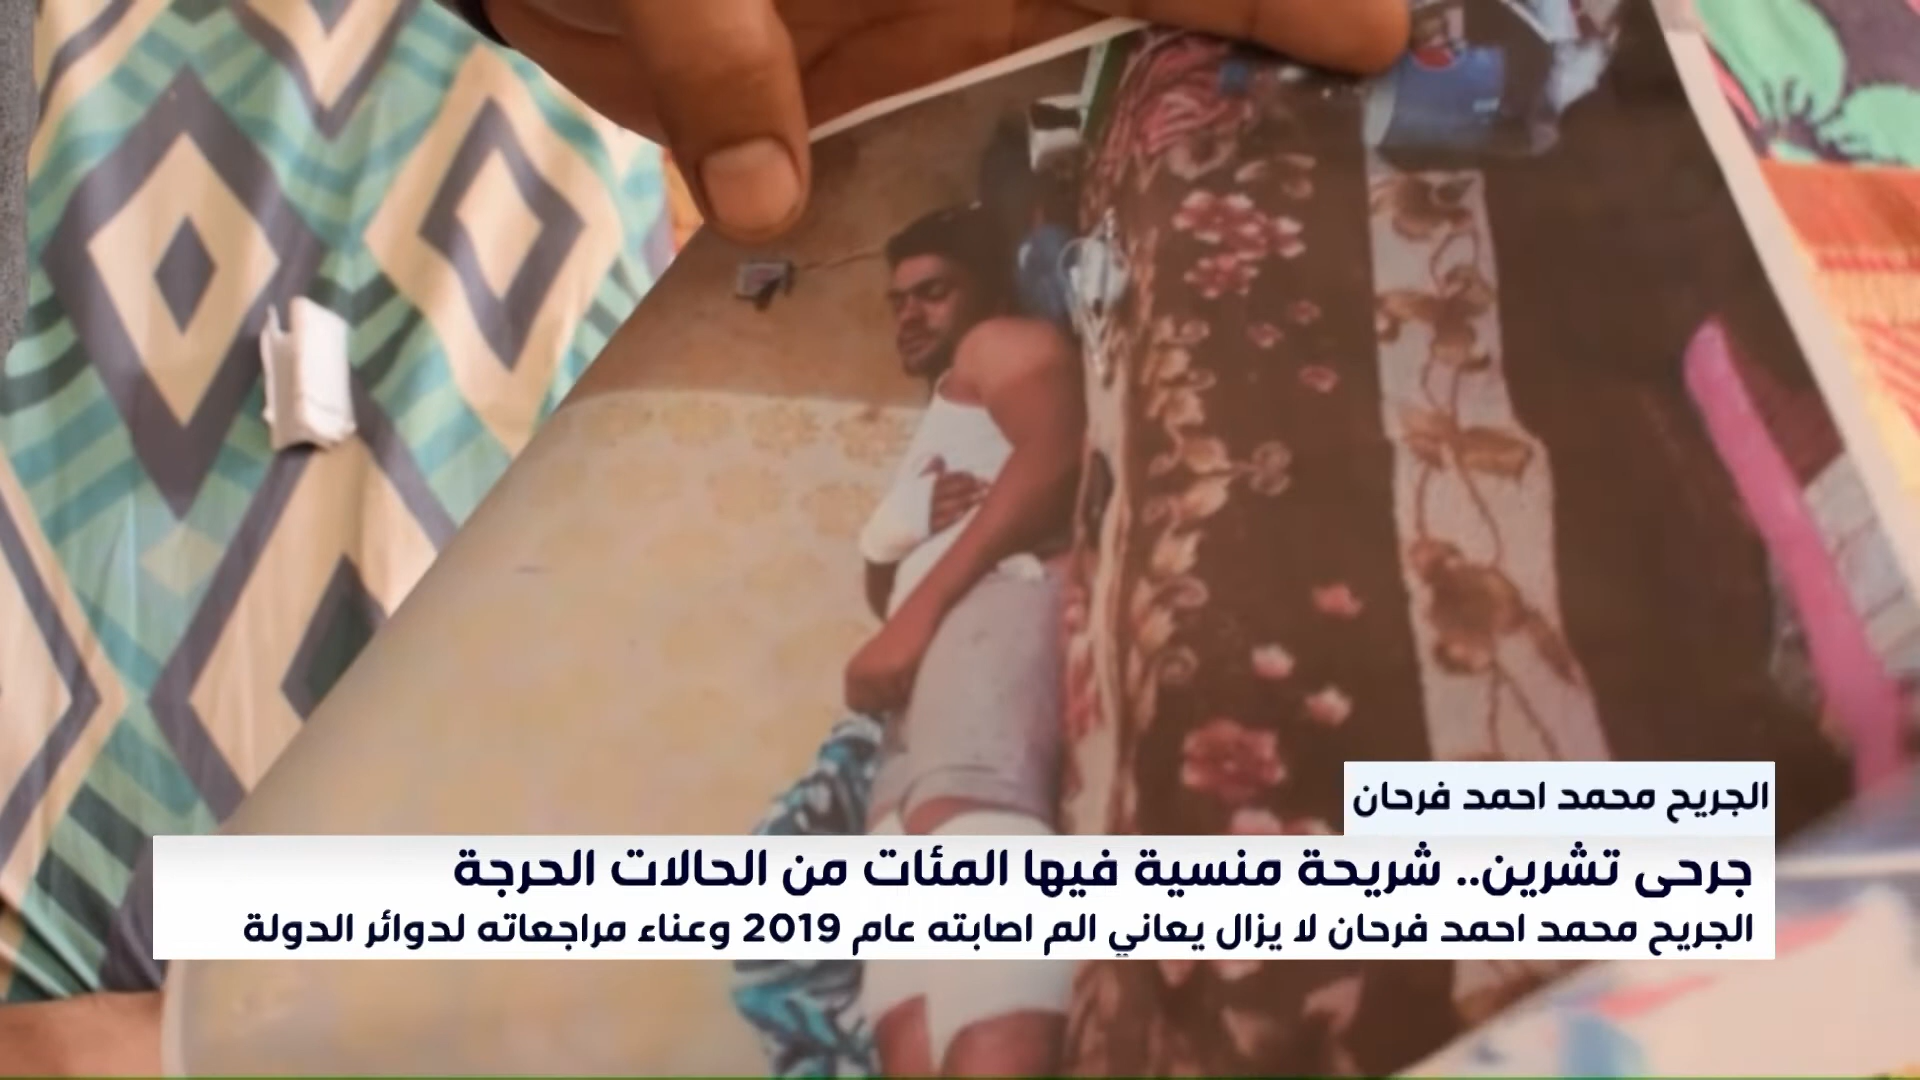 الجريح محمد احمد فرحان
جرحى تشرين.. شريحة منسية فيها المئات من الحالات الحرجة
الجريح محمد احمد فرحان لا يزال يعاني الم اصابته عام 2019 وعناء مراجعاته لدوائر الدولة